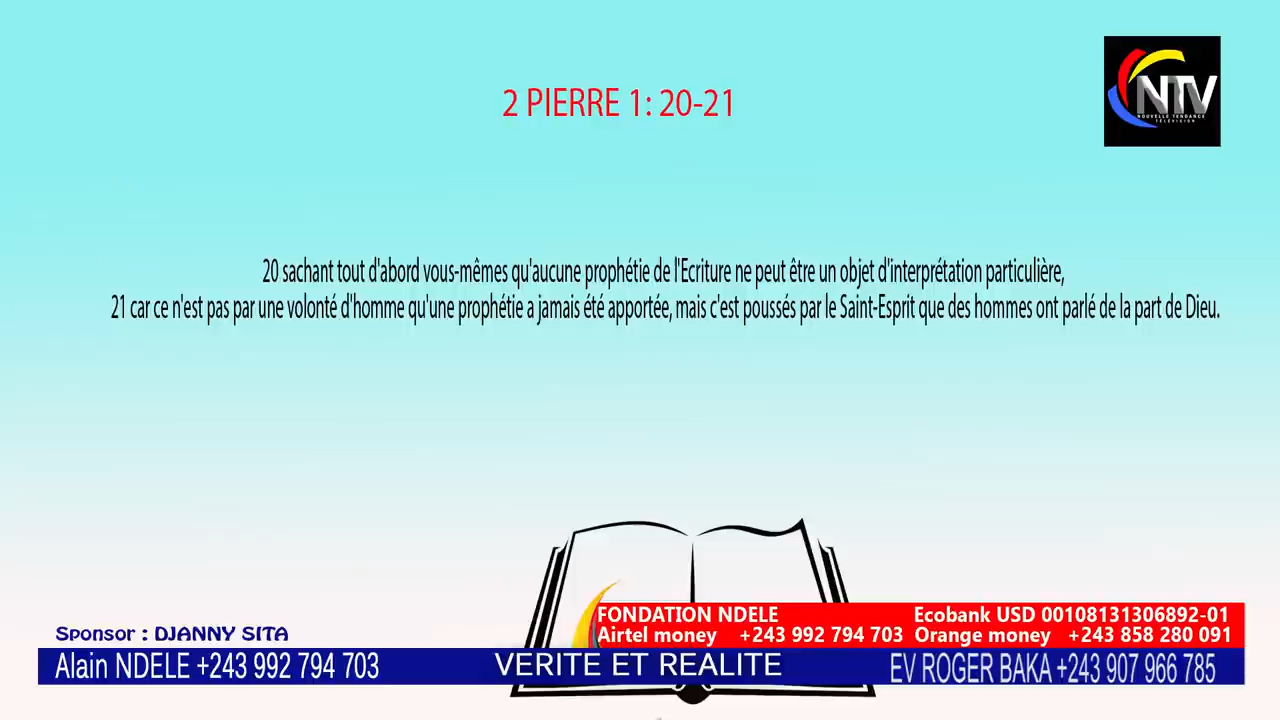 2 PIERRE 1: 20-21
NTV
NOUVELLE TENDANCE
TELEVISION
20 sachant tout d'abord vous-mêmes qu'aucune prophétie de l'Ecriture ne peut être un objet d'interprétation particulière,
21 car ce n'est pas par une volonté d'homme qu'une prophétie a jamais été apportée, mais c'est poussés par le Saint-Esprit que des hommes ont parlé de la part de Dieu.
FONDATION NDELE Ecobank USD 00108131306892-01
Airtel money +243 992 794 703 Orange money +243 858 280 091
Sponsor : DJANNY SITA
Alain NDELE +243 992 794 703 VERITE ET REALITE EV ROGER BAKA +243 907 966 785